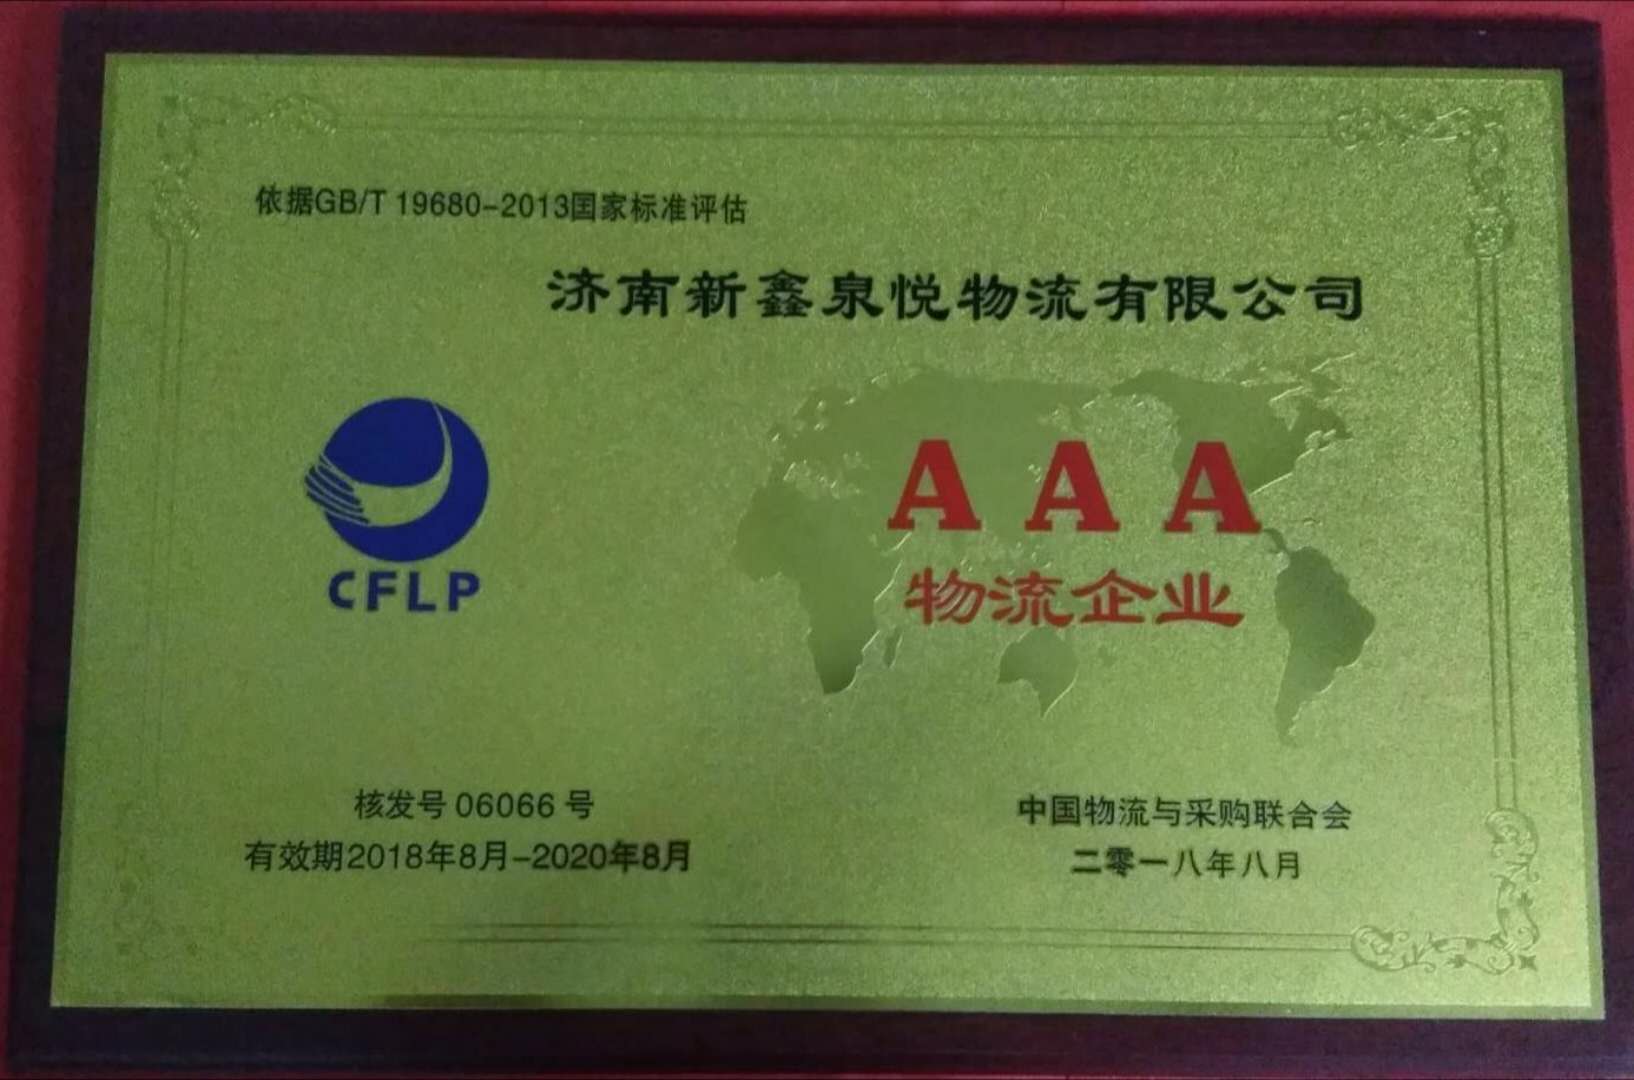 依据GB/T 19680-2013国家标准评估
济南新鑫泉悦物流有限公司
CFLP
AAA
物流企业
核发号 06066 号
有效期2018年8月-2020年8月
中国物流与采购联合会
二零一八年八月